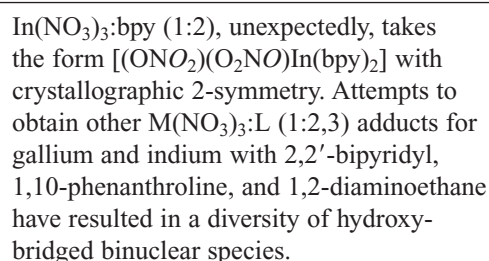 In(NO₃)₃:bpy (1:2), unexpectedly, takes
the form [(ONO₂)(O₂NO)In(bpy)₂] with
crystallographic 2-symmetry. Attempts to
obtain other M(NO₃)₃:L (1:2,3) adducts for
gallium and indium with 2,2′-bipyridyl,
1,10-phenanthroline, and 1,2-diaminoethane
have resulted in a diversity of hydroxy-
bridged binuclear species.